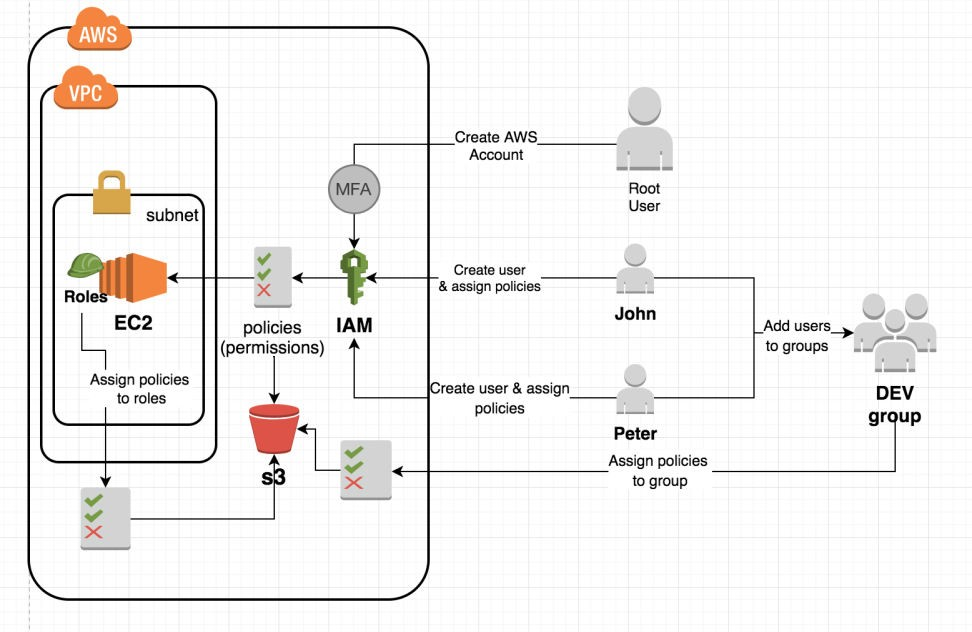 AWS
VPC
subnet
Roles
EC2
Assign policies
to roles
policies
(permissions)
s3
MFA
IAM
Create AWS
Account
Root
User
Create user
& assign policies
John
Create user & assign
policies
Peter
Add users
to groups
DEV
group
Assign policies
to group